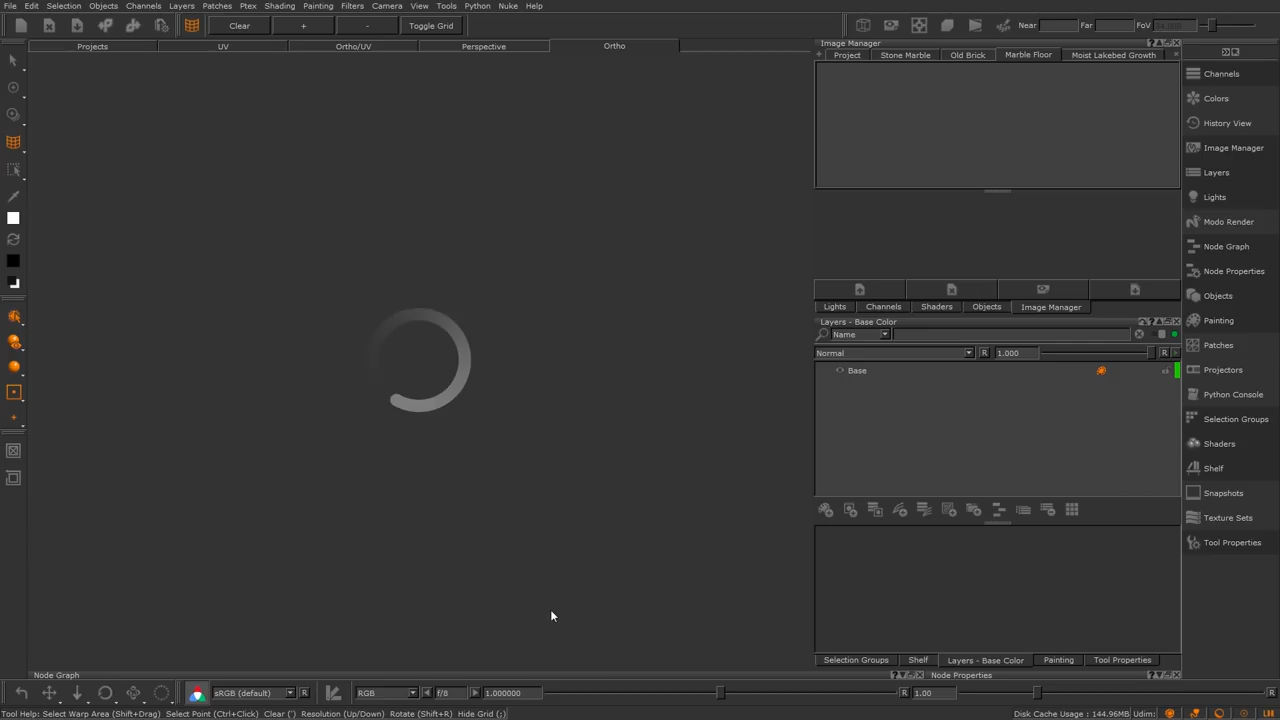 File Edit Selection Objects Channels Layers Patches Ptex Shading Painting Filters Camera View Tools Python Nuke Help
Clear + - Toggle Grid Near Far FoV
Projects UV Ortho/UV Perspective Ortho
Image Manager
Project Stone Marble Old Brick Marble Floor Moist Lakebed Growth
Lights Channels Shaders Objects Image Manager
Layers - Base Color
Name
Normal R 1.000 R
Base
Selection Groups Shelf Layers - Base Color Painting Tool Properties
Channels
Colors
History View
Image Manager
Layers
Lights
Modo Render
Node Graph
Node Properties
Objects
Painting
Patches
Projectors
Python Console
Selection Groups
Shaders
Shelf
Snapshots
Texture Sets
Tool Properties
Node Graph Node Properties
sRGB (default) R RGB f/8 1.000000 R 1.00 R
Tool Help: Select Warp Area (Shift+Drag) Select Point (Ctrl+Click) Clear (') Resolution (Up/Down) Rotate (Shift+R) Hide Grid (;) Disk Cache Usage : 144.96MB Udim: